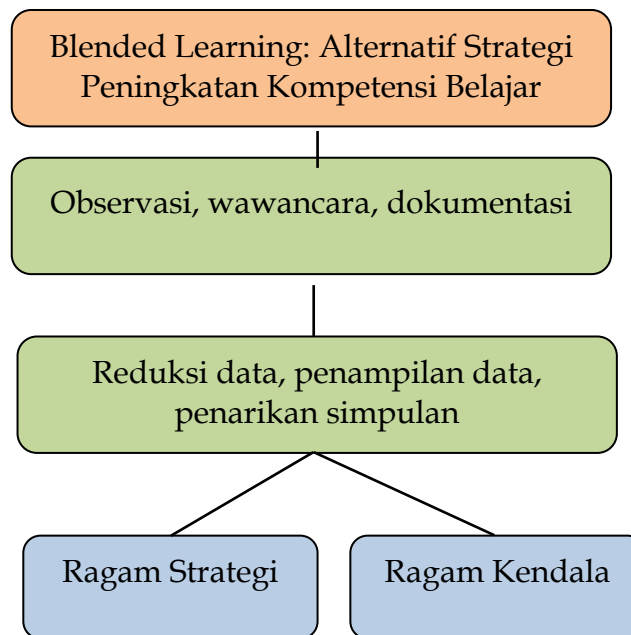 Blended Learning: Alternatif Strategi
Peningkatan Kompetensi Belajar
Observasi, wawancara, dokumentasi
Reduksi data, penampilan data,
penarikan simpulan
Ragam Strategi
Ragam Kendala